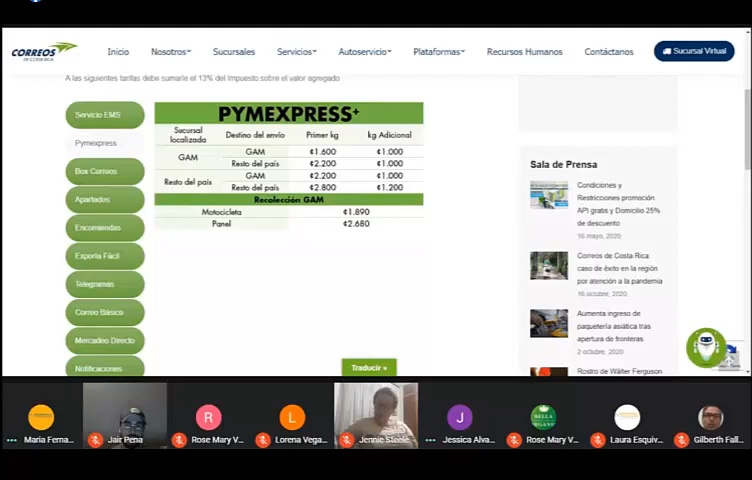 CORREOS
DE COSTA RICA
Inicio
Nosotros
Sucursales
Servicios
Autoservicio
Plataformas
Recursos Humanos
Contáctanos
Sucursal Virtual
A las siguientes tarifas debe sumarle el 13% del Impuesto sobre el valor agregado
Servicio EMS
Pymexpress
Box Correos
Apartados
Encomiendas
Exporta Fácil
Telegramas
Correo Básico
Mercadeo Directo
Notificaciones
PYMEXPRESS+
Sucursal localizada Destino del envío Primer kg kg Adicional
GAM GAM ¢1.600 ¢1.000
Resto del país ¢2.200 ¢1.000
Resto del país GAM ¢2.200 ¢1.000
Resto del país ¢2.800 ¢1.200
Recolección GAM
Motocicleta ¢1.890
Panel ¢2.680
Traducir »
Sala de Prensa
Condiciones y
Restricciones promoción
API gratis y Domicilio 25%
de descuento
16 mayo, 2020
Correos de Costa Rica
caso de éxito en la región
por atención a la pandemia
16 octubre, 2020
Aumenta ingreso de
paquetería asiática tras
apertura de fronteras
2 octubre, 2020
Rostro de Walter Ferguson
Maria Ferna...
Jair Pena
R
Rose Mary V...
L
Lorena Vega...
Jennie Steele
J
Jessica Alva...
BELLA
ORGANIC
Rose Mary V...
Laura Esquiv...
Gilberth Fall...